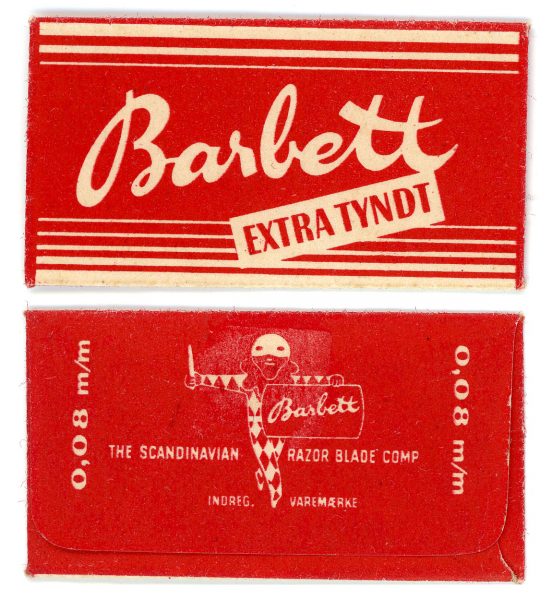 Barbett
EXTRA TYNDT
0,08 m/m
Barbett
0,08 m/m
THE SCANDINAVIAN RAZOR BLADE COMP
INDREG. VAREMÆRKE